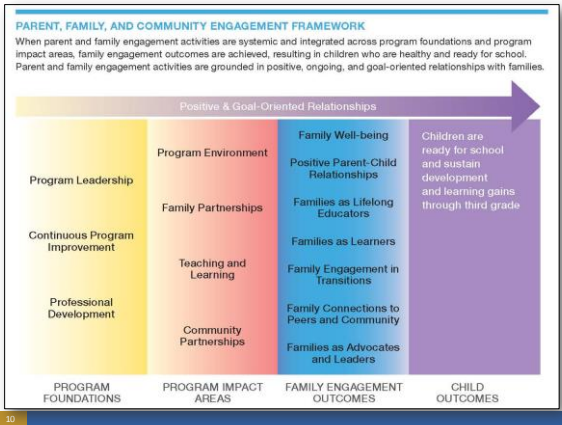 PARENT, FAMILY, AND COMMUNITY ENGAGEMENT FRAMEWORK
When parent and family engagement activities are systemic and integrated across program foundations and program
impact areas, family engagement outcomes are achieved, resulting in children who are healthy and ready for school.
Parent and family engagement activities are grounded in positive, ongoing, and goal-oriented relationships with families.
Positive & Goal-Oriented Relationships
Program Leadership
Continuous Program
Improvement
Professional
Development
PROGRAM
FOUNDATIONS
Program Environment
Family Partnerships
Teaching and
Learning
Community
Partnerships
PROGRAM IMPACT
AREAS
Family Well-being
Positive Parent-Child
Relationships
Families as Lifelong
Educators
Families as Learners
Family Engagement in
Transitions
Family Connections to
Peers and Community
Families as Advocates
and Leaders
FAMILY ENGAGEMENT
OUTCOMES
Children are
ready for school
and sustain
development
and learning gains
through third grade
CHILD
OUTCOMES
10